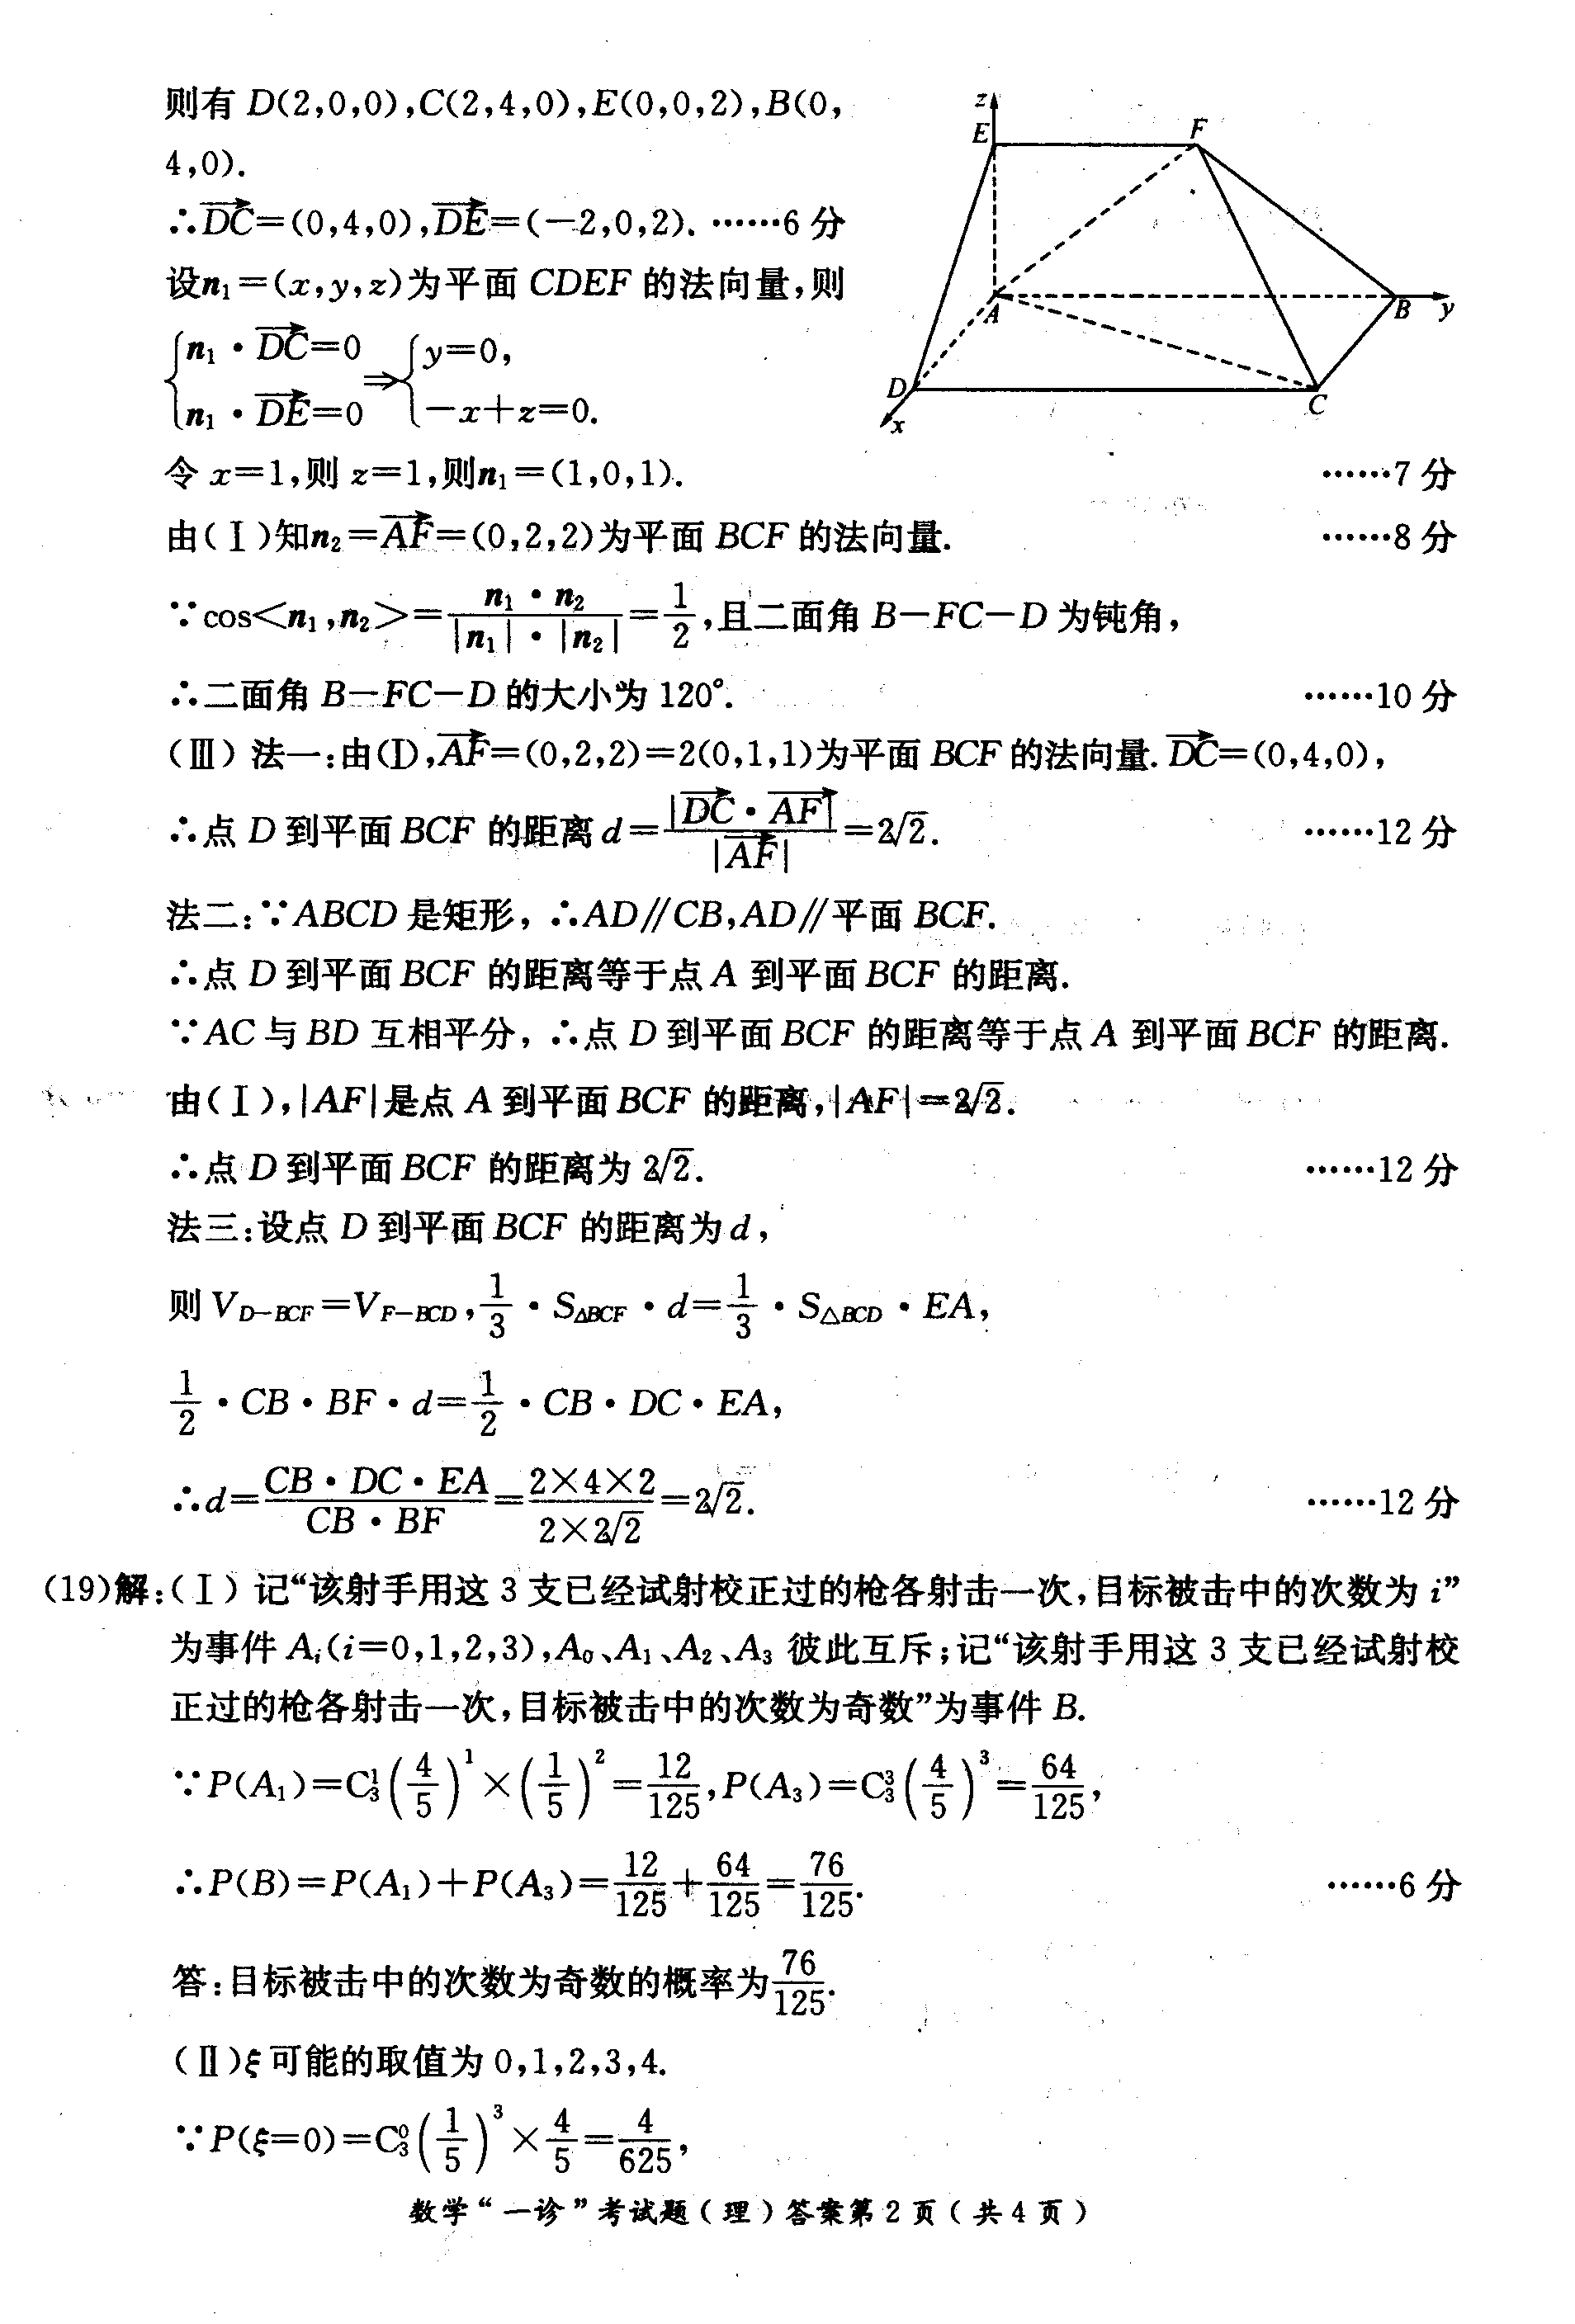 则有 D(2,0,0),C(2,4,0),E(0,0,2),B(0,
4,0).
∴DC→=(0,4,0),DE→=(−2,0,2). ……6 分
设n₁=(x,y,z)为平面 CDEF 的法向量,则
{n₁·DC→=0 ⇒ {y=0,
{n₁·DE→=0 {−x+z=0.
z
E
F
A
B
y
D
x
C
令 x=1,则 z=1,则n₁=(1,0,1). ……7 分
由(Ⅰ)知n₂=AF→=(0,2,2)为平面 BCF 的法向量. ……8 分
∵cos<n₁,n₂>=n₁·n₂/|n₁|·|n₂|=1/2,且二面角 B−FC−D 为钝角,
∴二面角 B−FC−D 的大小为 120°. ……10 分
(Ⅲ) 法一:由(Ⅰ),AF→=(0,2,2)=2(0,1,1)为平面 BCF 的法向量. DC→=(0,4,0),
∴点 D 到平面 BCF 的距离 d=|DC→·AF→|/|AF→|=2√2. ……12 分
法二:∵ABCD 是矩形, ∴AD∥CB,AD∥平面 BCF.
∴点 D 到平面 BCF 的距离等于点 A 到平面 BCF 的距离.
∵AC 与 BD 互相平分, ∴点 D 到平面 BCF 的距离等于点 A 到平面 BCF 的距离.
由(Ⅰ),|AF|是点 A 到平面 BCF 的距离,|AF|=2√2.
∴点 D 到平面 BCF 的距离为 2√2. ……12 分
法三:设点 D 到平面 BCF 的距离为 d,
则 V_{D−BCF}=V_{F−BCD},1/3·S_{△BCF}·d=1/3·S_{△BCD}·EA,
1/2·CB·BF·d=1/2·CB·DC·EA,
∴d=CB·DC·EA/CB·BF=2×4×2/2×2√2=2√2. ……12 分
(19)解:(Ⅰ) 记“该射手用这 3 支已经试射校正过的枪各射击一次,目标被击中的次数为 i”
为事件 Aᵢ(i=0,1,2,3),A₀、A₁、A₂、A₃ 彼此互斥;记“该射手用这 3 支已经试射校
正过的枪各射击一次,目标被击中的次数为奇数”为事件 B.
∵P(A₁)=C₃¹(4/5)¹×(1/5)²=12/125,P(A₃)=C₃³(4/5)³=64/125,
∴P(B)=P(A₁)+P(A₃)=12/125+64/125=76/125. ……6 分
答:目标被击中的次数为奇数的概率为76/125.
(Ⅱ)ξ 可能的取值为 0,1,2,3,4.
∵P(ξ=0)=C₃⁰(1/5)³×4/5=4/625,
数学“一诊”考试题(理)答案第 2 页(共 4 页)